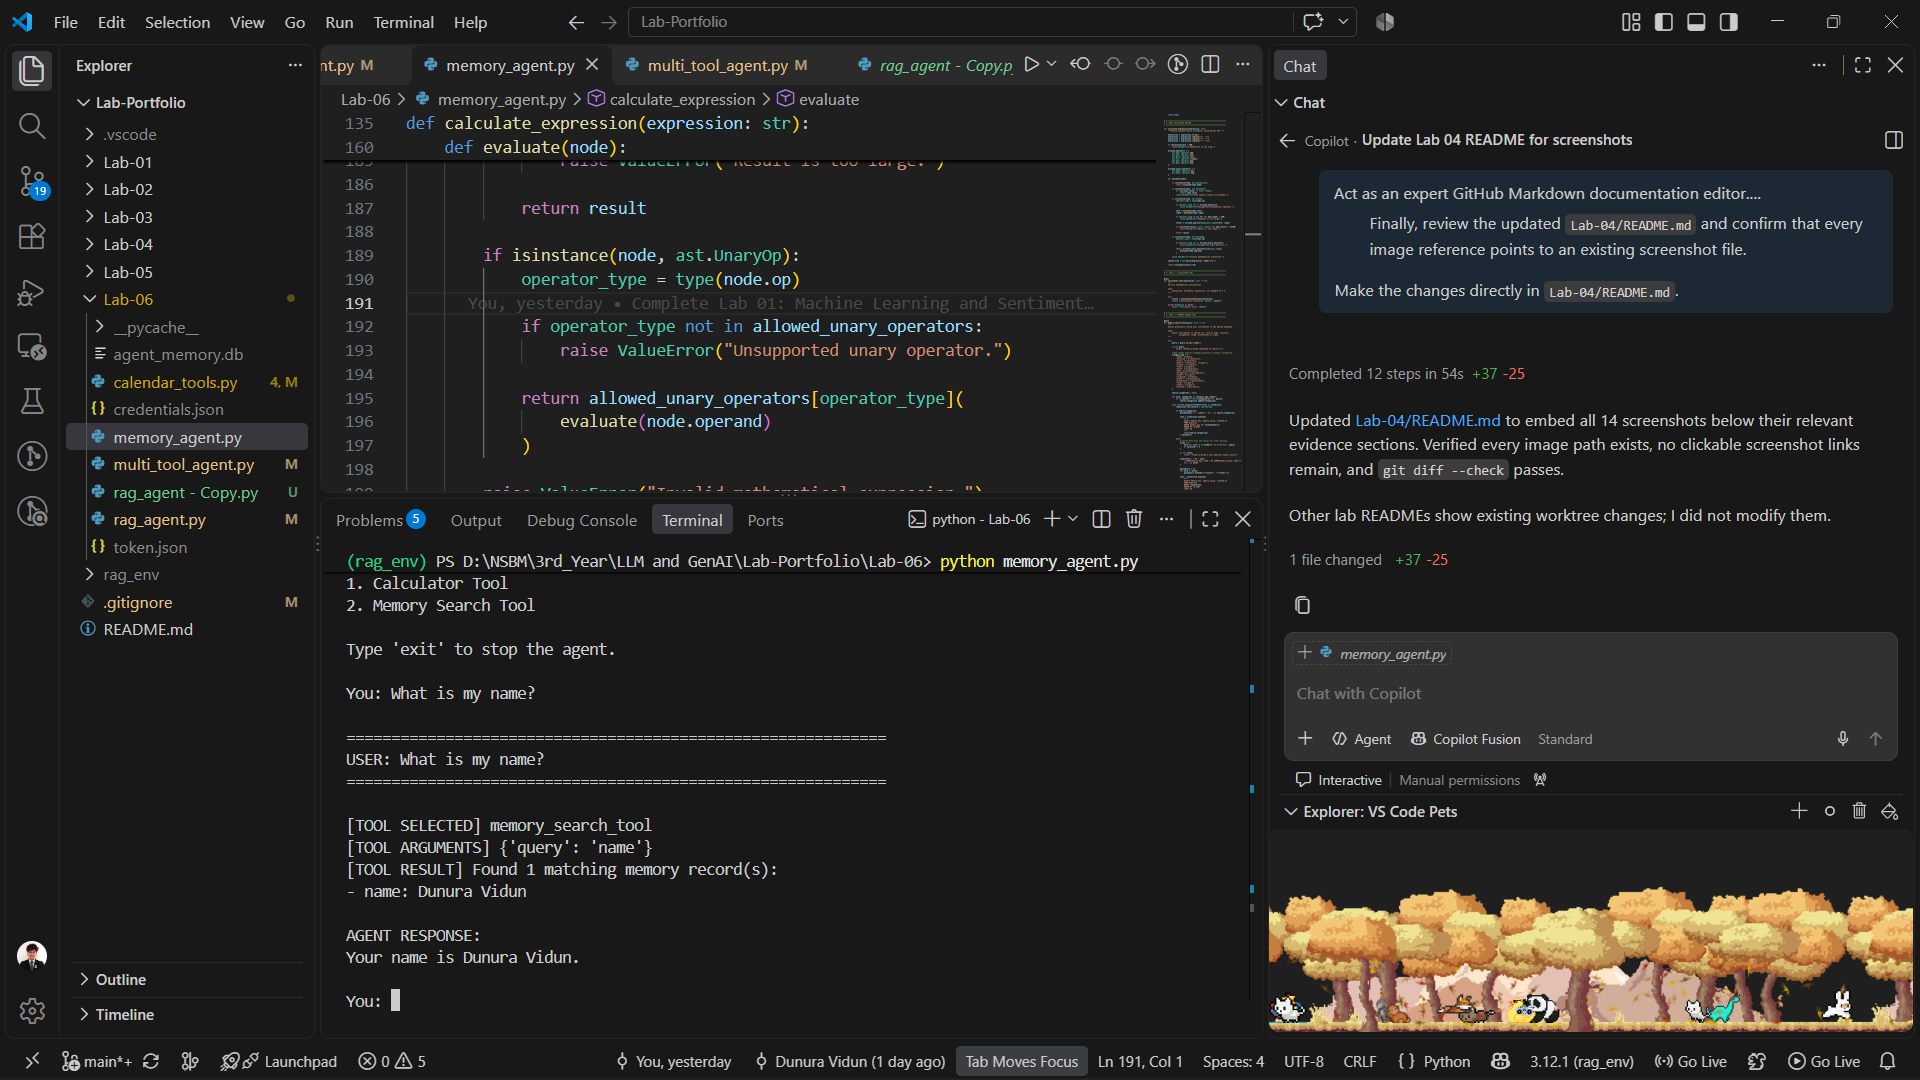 File Edit Selection View Go Run Terminal Help
Lab-Portfolio
Explorer
Lab-Portfolio
.vscode
Lab-01
Lab-02
Lab-03
Lab-04
Lab-05
Lab-06
__pycache__
agent_memory.db
calendar_tools.py 4, M
credentials.json
memory_agent.py
multi_tool_agent.py M
rag_agent - Copy.py U
rag_agent.py M
token.json
rag_env
.gitignore M
README.md
Outline
Timeline
19
nt.py M memory_agent.py multi_tool_agent.py M rag_agent - Copy.p
Lab-06 > memory_agent.py > calculate_expression > evaluate
135 def calculate_expression(expression: str):
160 def evaluate(node):
185 raise ValueError("Result is too large.")
186
187 return result
188
189 if isinstance(node, ast.UnaryOp):
190 operator_type = type(node.op)
191 You, yesterday • Complete Lab 01: Machine Learning and Sentiment…
192 if operator_type not in allowed_unary_operators:
193 raise ValueError("Unsupported unary operator.")
194
195 return allowed_unary_operators[operator_type](
196 evaluate(node.operand)
197 )
198
199 raise ValueError("Invalid mathematical expression.")
Problems 5 Output Debug Console Terminal Ports python - Lab-06
(rag_env) PS D:\NSBM\3rd_Year\LLM and GenAI\Lab-Portfolio\Lab-06> python memory_agent.py
1. Calculator Tool
2. Memory Search Tool
Type 'exit' to stop the agent.
You: What is my name?
============================================================
USER: What is my name?
============================================================
[TOOL SELECTED] memory_search_tool
[TOOL ARGUMENTS] {'query': 'name'}
[TOOL RESULT] Found 1 matching memory record(s):
- name: Dunura Vidun
AGENT RESPONSE:
Your name is Dunura Vidun.
You:
Chat
Chat
Copilot · Update Lab 04 README for screenshots
Act as an expert GitHub Markdown documentation editor....
Finally, review the updated Lab-04/README.md and confirm that every
image reference points to an existing screenshot file.
Make the changes directly in Lab-04/README.md.
Completed 12 steps in 54s +37 -25
Updated Lab-04/README.md to embed all 14 screenshots below their relevant
evidence sections. Verified every image path exists, no clickable screenshot links
remain, and git diff --check passes.
Other lab READMEs show existing worktree changes; I did not modify them.
1 file changed +37 -25
memory_agent.py
Chat with Copilot
Agent Copilot Fusion Standard
Interactive Manual permissions
Explorer: VS Code Pets
main*+ Launchpad 0 5 You, yesterday Dunura Vidun (1 day ago) Tab Moves Focus Ln 191, Col 1 Spaces: 4 UTF-8 CRLF { } Python 3.12.1 (rag_env) Go Live Go Live